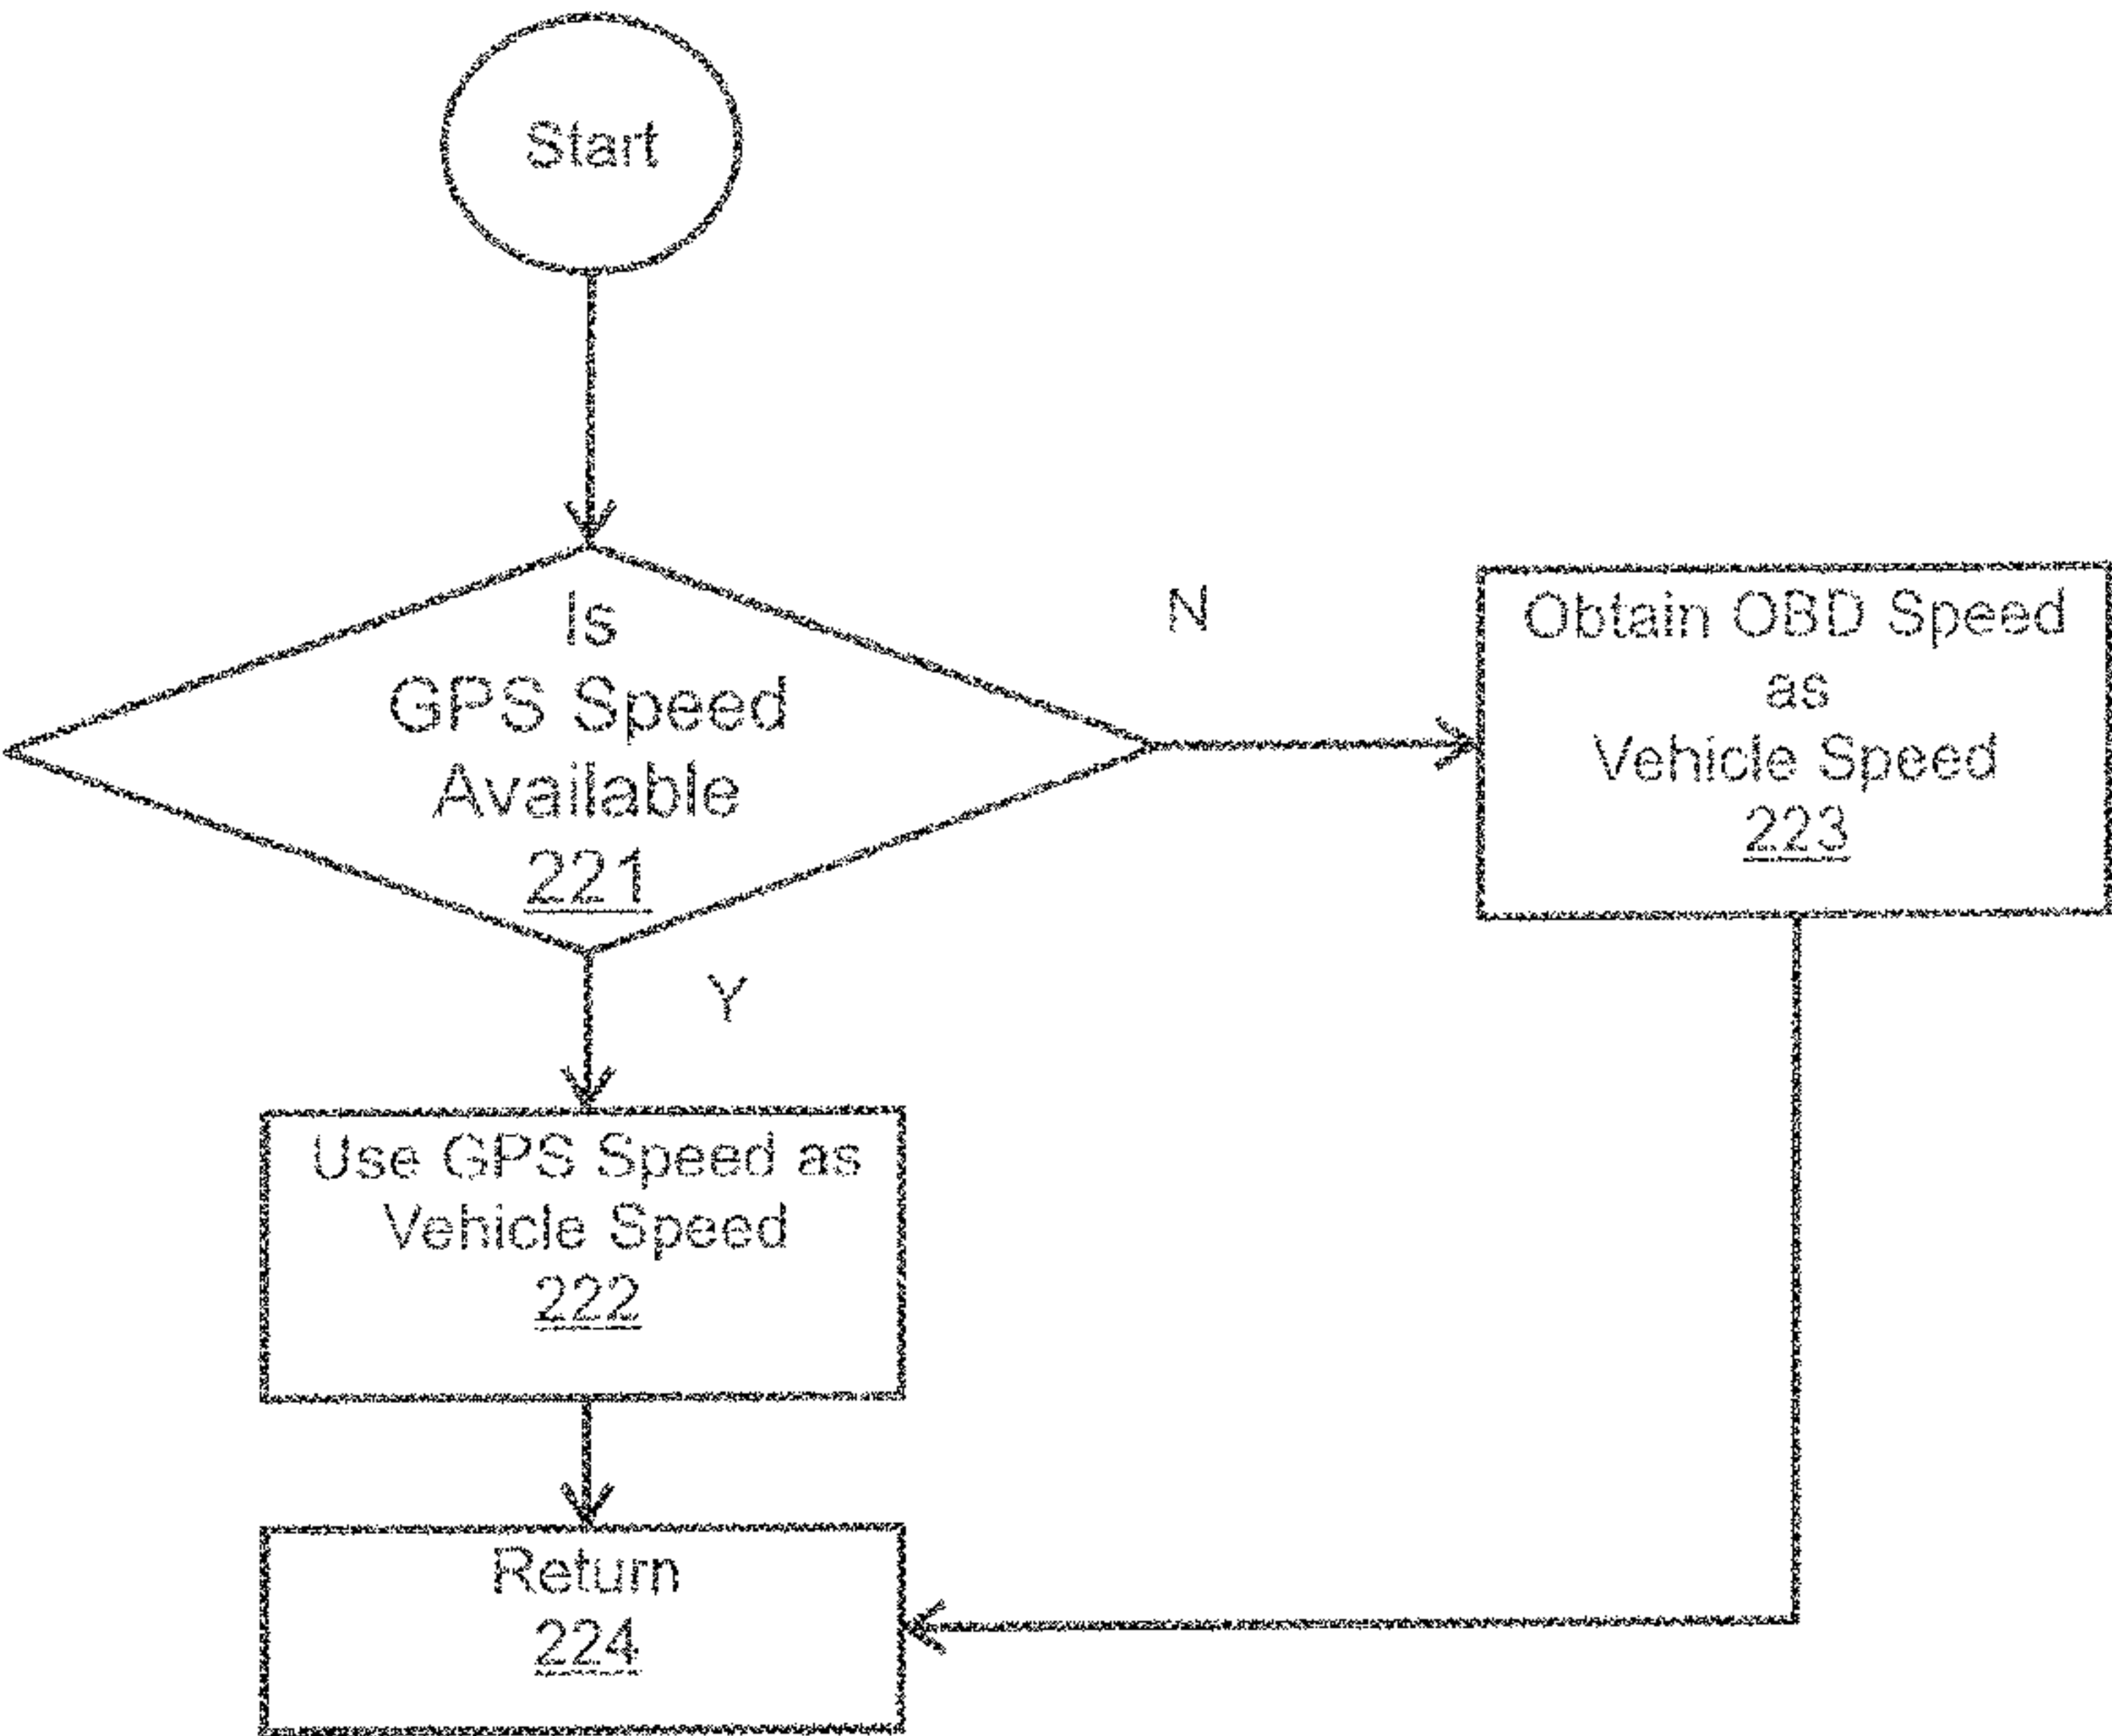 Start
Is
GPS Speed
Available
221
N
Obtain OBD Speed
as
Vehicle Speed
223
Y
Use GPS Speed as
Vehicle Speed
222
Return
224